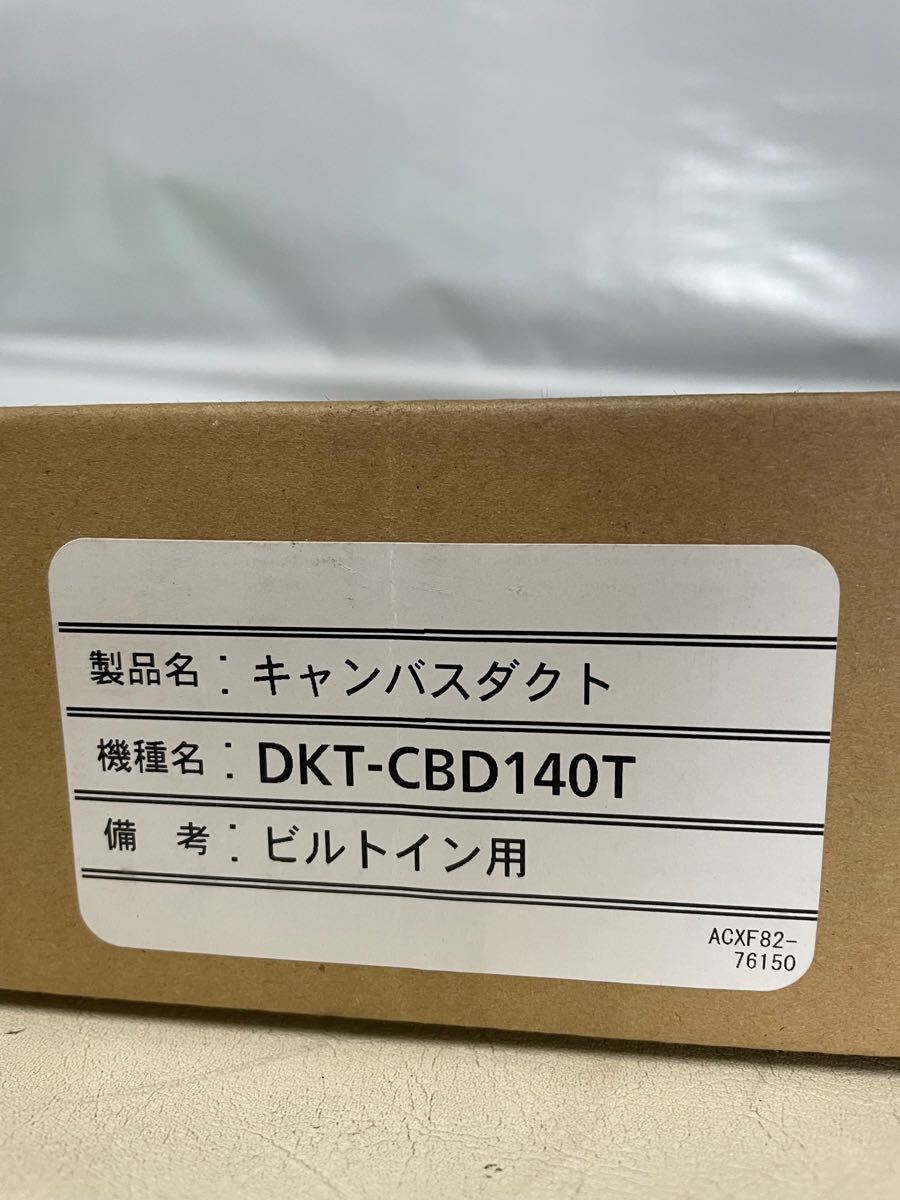 製品名：キャンバスダクト
機種名：DKT-CBD140T
備　考：ビルトイン用
ACXF82-
76150